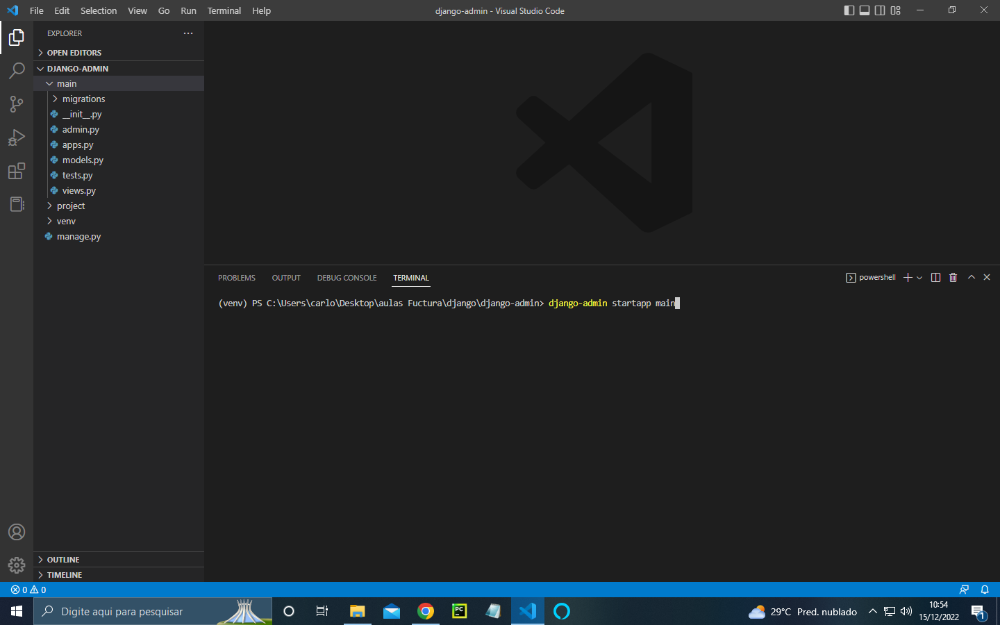 File Edit Selection View Go Run Terminal Help
django-admin - Visual Studio Code
EXPLORER
OPEN EDITORS
DJANGO-ADMIN
main
migrations
__init__.py
admin.py
apps.py
models.py
tests.py
views.py
project
venv
manage.py
OUTLINE
TIMELINE
PROBLEMS OUTPUT DEBUG CONSOLE TERMINAL
powershell
(venv) PS C:\Users\carlo\Desktop\aulas Fuctura\django\django-admin> django-admin startapp main
0 0
Digite aqui para pesquisar
PC
29°C Pred. nublado
10:54
15/12/2022
1